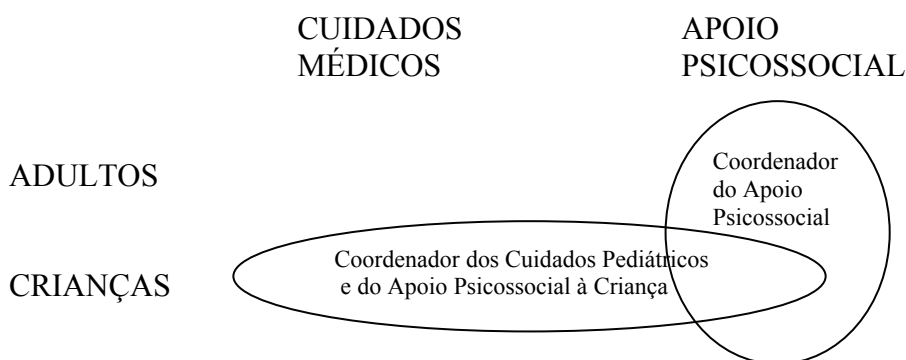 CUIDADOS
MÉDICOS
APOIO
PSICOSSOCIAL
ADULTOS
Coordenador
do Apoio
Psicossocial
CRIANÇAS
Coordenador dos Cuidados Pediátricos
e do Apoio Psicossocial à Criança